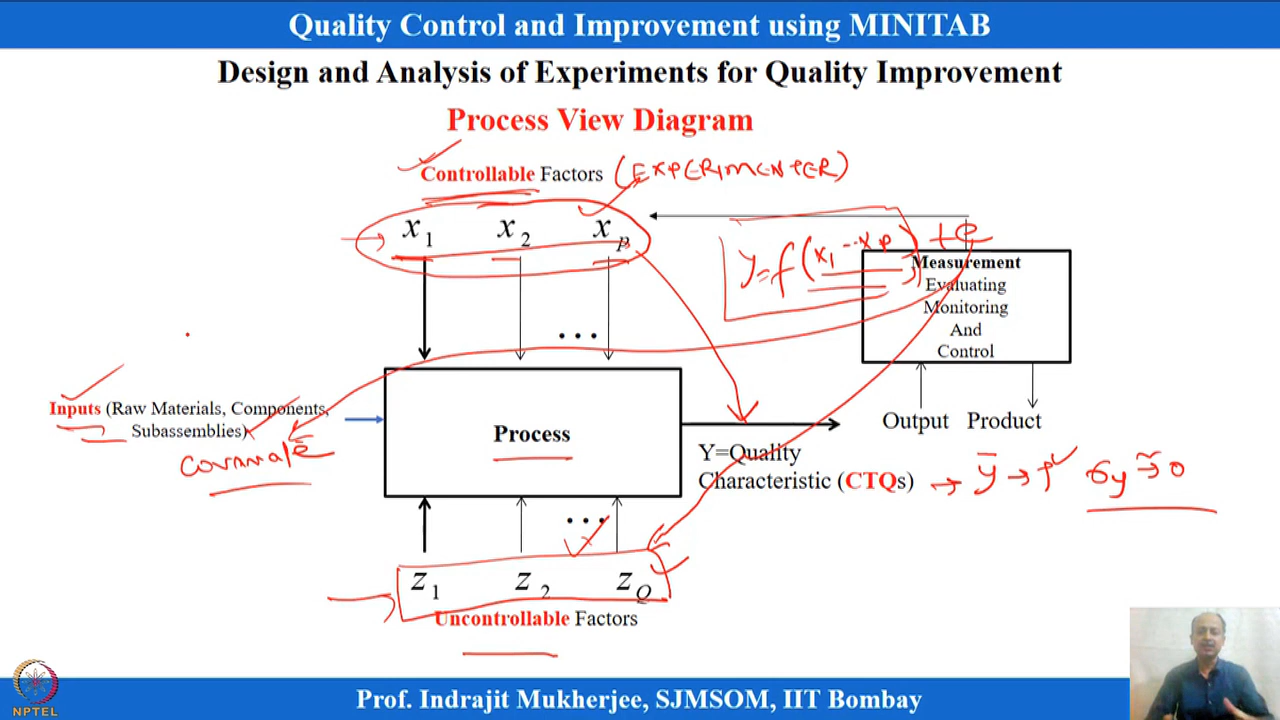 Quality Control and Improvement using MINITAB
Design and Analysis of Experiments for Quality Improvement
Process View Diagram
Controllable Factors (EXPERIMENTER)
x1 x2 xp
y=f(x1 ... xp) + e
Measurement
Evaluating
Monitoring
And
Control
Inputs (Raw Materials, Components,
Subassemblies)
Covariate
Process
Output Product
Y=Quality
Characteristic (CTQs) → ȳ → T σy ≈ 0
z1 z2 zQ
Uncontrollable Factors
NPTEL
Prof. Indrajit Mukherjee, SJMSOM, IIT Bombay